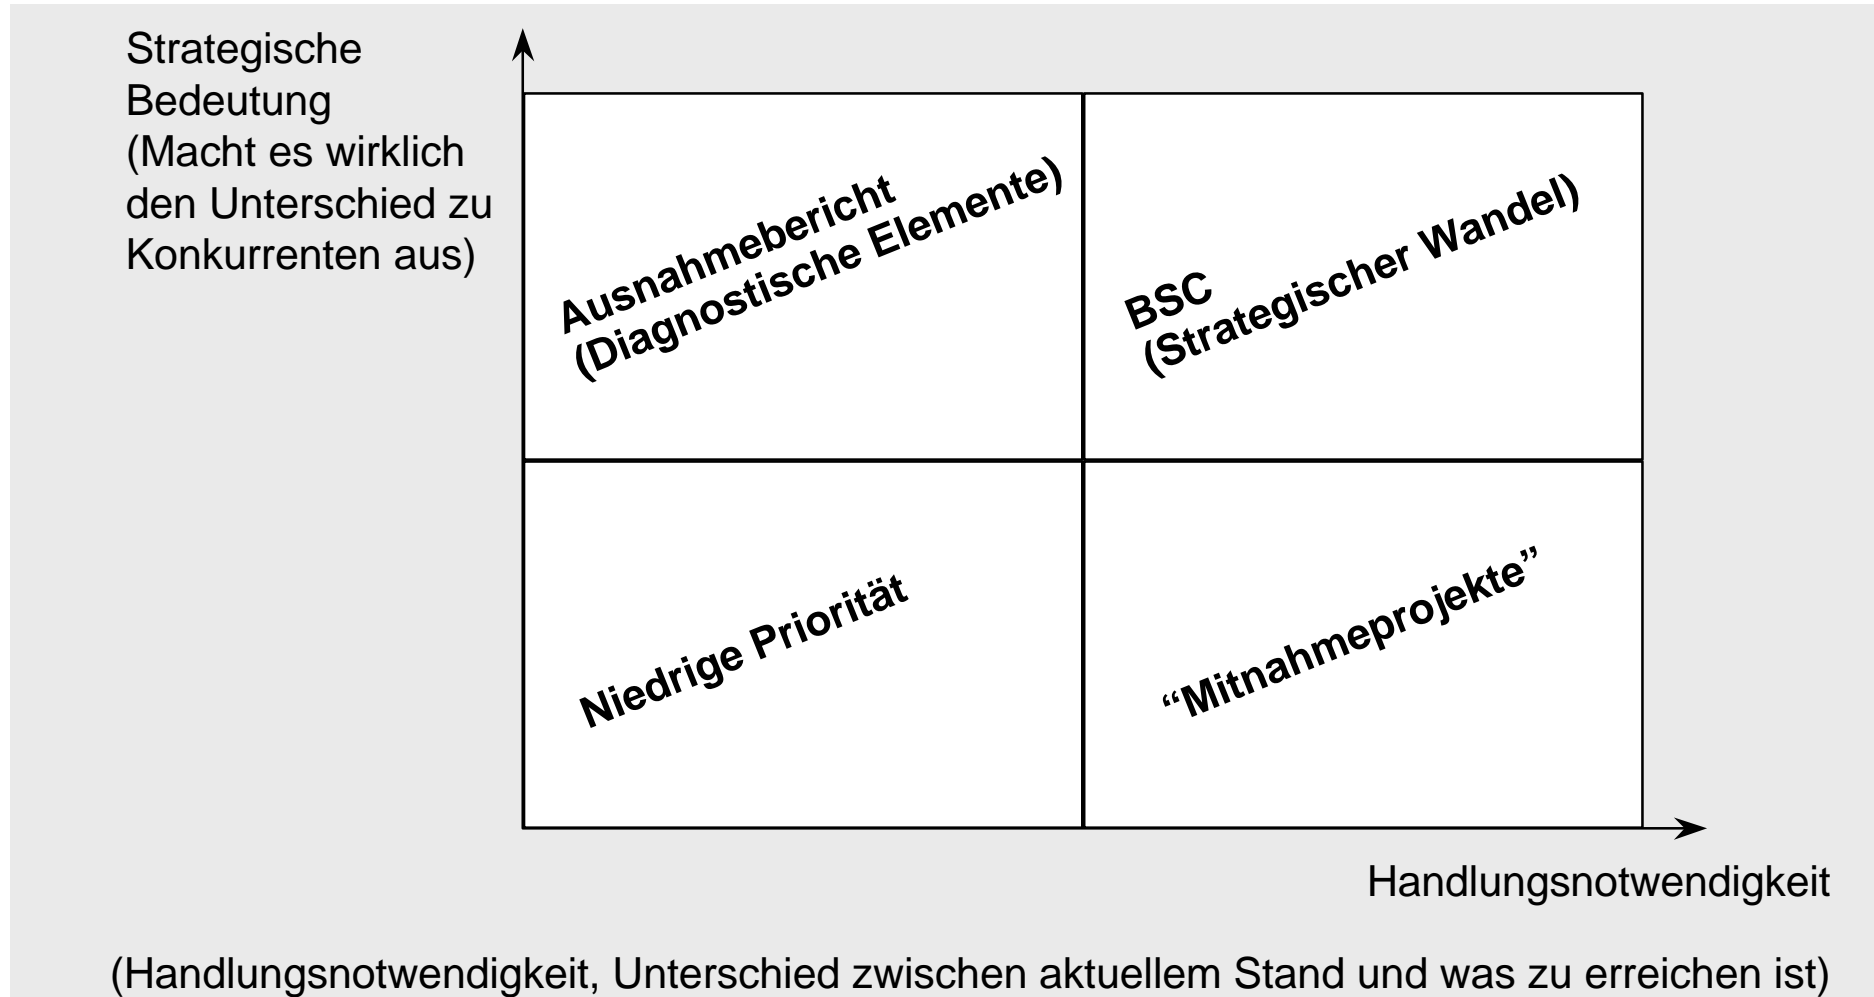 Strategische
Bedeutung
(Macht es wirklich
den Unterschied zu
Konkurrenten aus)
Ausnahmebericht
(Diagnostische Elemente)
BSC
(Strategischer Wandel)
Niedrige Priorität
“Mitnahmeprojekte”
Handlungsnotwendigkeit
(Handlungsnotwendigkeit, Unterschied zwischen aktuellem Stand und was zu erreichen ist)